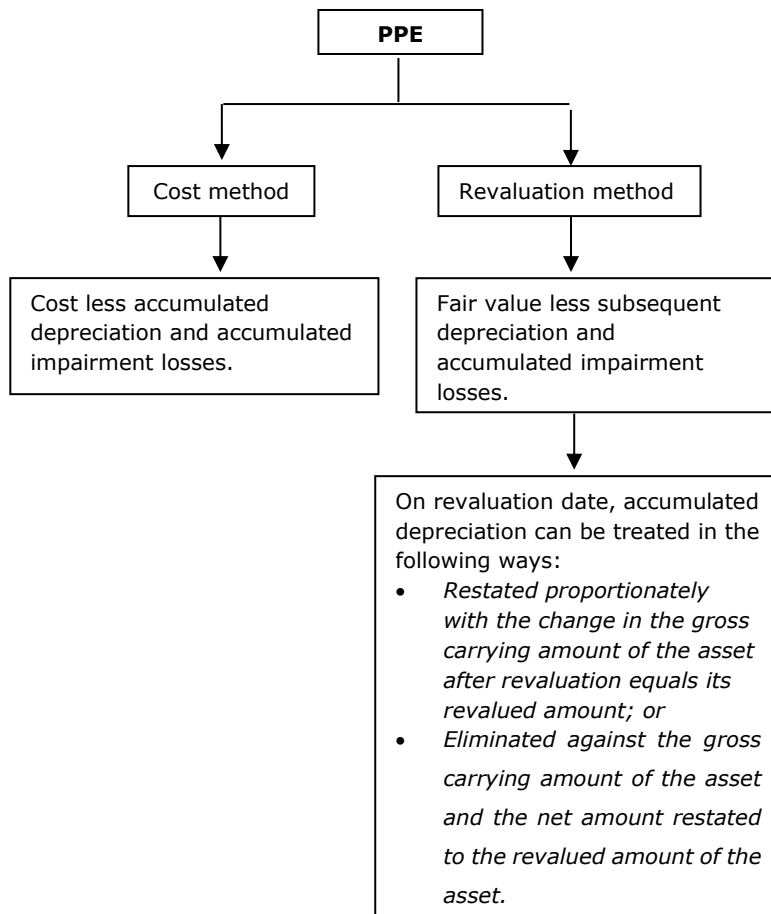 PPE
Cost method
Revaluation method
Cost less accumulated
depreciation and accumulated
impairment losses.
Fair value less subsequent
depreciation and
accumulated impairment
losses.
On revaluation date, accumulated
depreciation can be treated in the
following ways:
• Restated proportionately
with the change in the gross
carrying amount of the asset
after revaluation equals its
revalued amount; or
• Eliminated against the gross
carrying amount of the asset
and the net amount restated
to the revalued amount of the
asset.